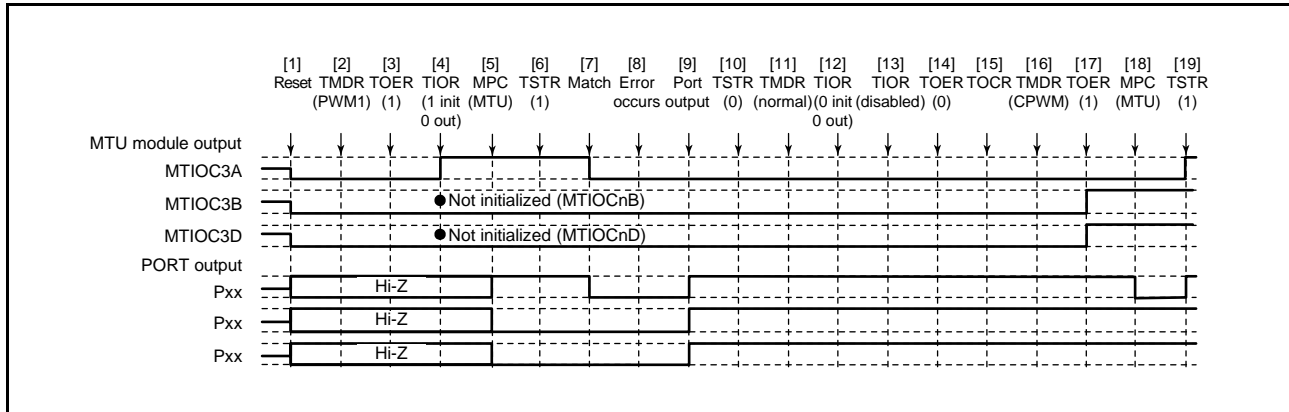 [1] [2] [3] [4] [5] [6] [7] [8] [9] [10] [11] [12] [13] [14] [15] [16] [17] [18] [19]
Reset TMDR TOER TIOR MPC TSTR Match Error Port TSTR TMDR TIOR TIOR TOER TOCR TMDR TOER MPC TSTR
(PWM1) (1) (1 init (MTU) (1) occurs output (0) (normal) (0 init (disabled) (0) (CPWM) (1) (MTU) (1)
0 out) 0 out)
MTU module output
MTIOC3A
MTIOC3B ●Not initialized (MTIOCnB)
MTIOC3D ●Not initialized (MTIOCnD)
PORT output
Pxx Hi-Z
Pxx Hi-Z
Pxx Hi-Z